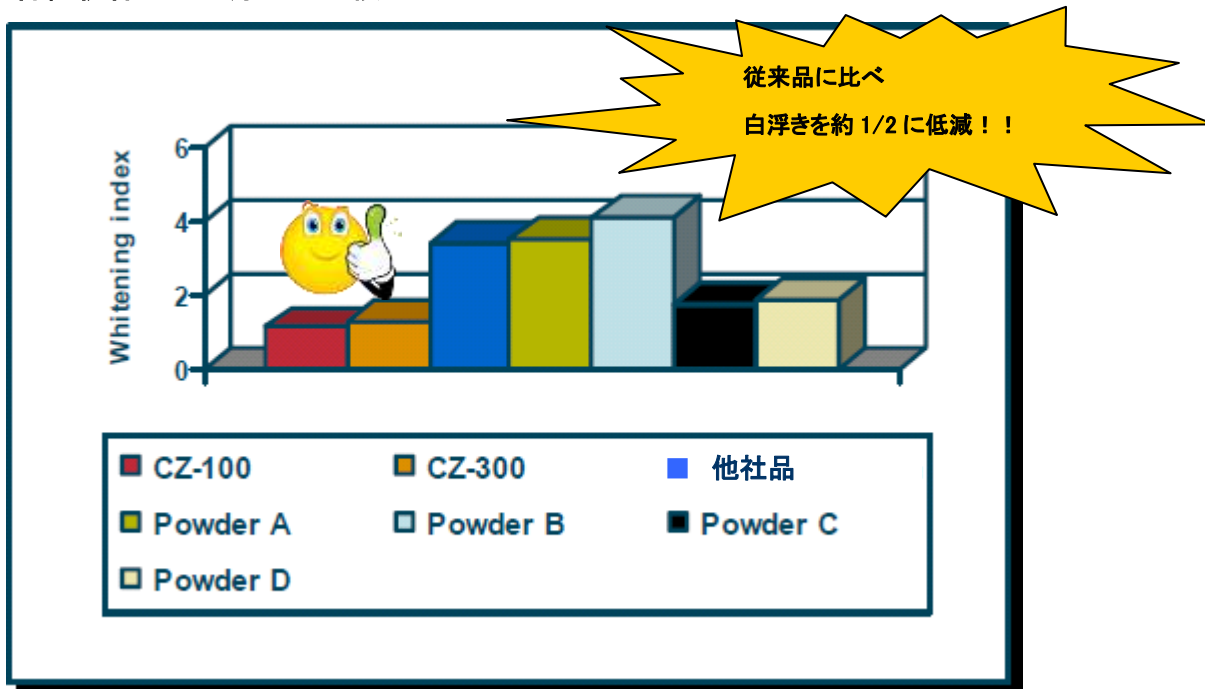 従来品に比べ
白浮きを約 1/2 に低減！！
Whitening index
6
4
2
0
CZ-100
CZ-300
他社品
Powder A
Powder B
Powder C
Powder D